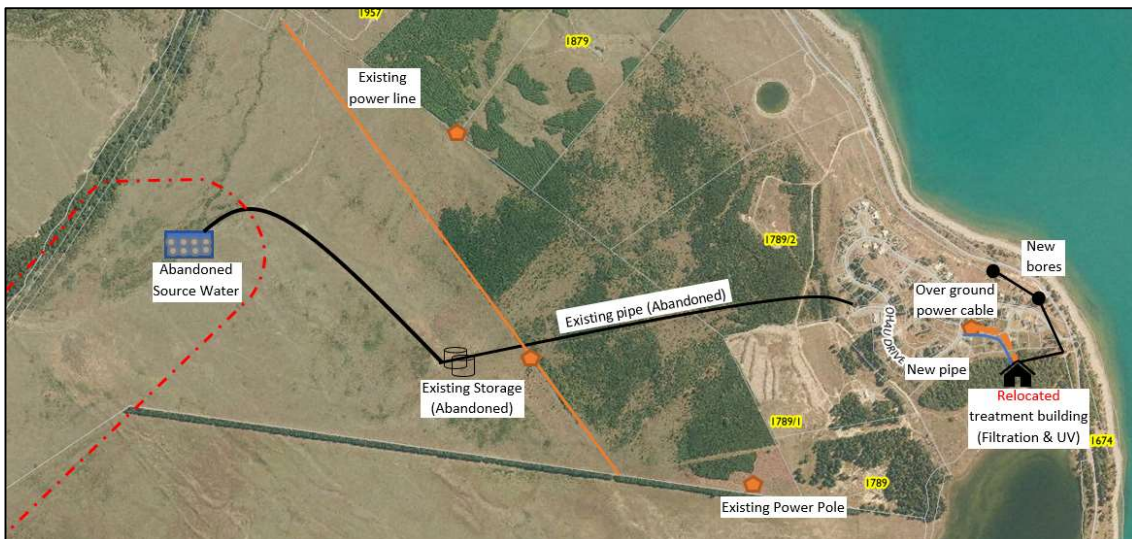 1957
1879
Existing
power line
1789/2
New
bores
Abandoned
Source Water
Existing pipe (Abandoned)
Over ground
power cable
OHAU DRIVE
New pipe
Existing Storage
(Abandoned)
Relocated
treatment building
(Filtration & UV)
1789/1
1674
1789
Existing Power Pole